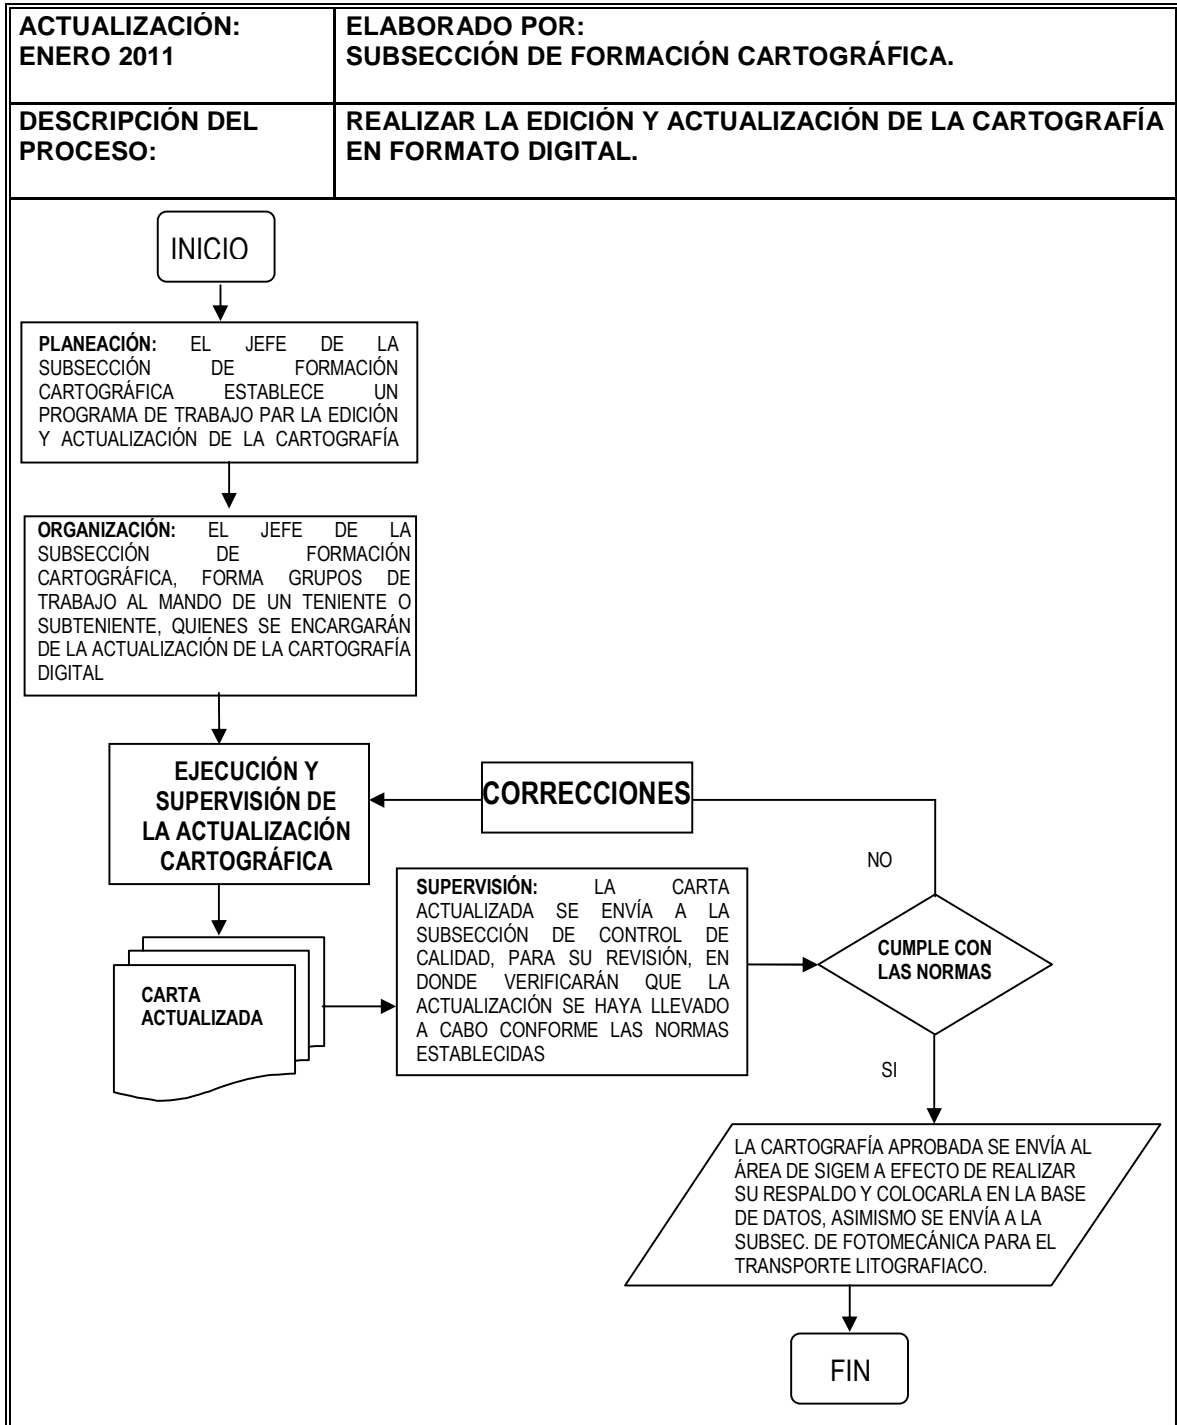 ACTUALIZACIÓN:
ENERO 2011
ELABORADO POR:
SUBSECCIÓN DE FORMACIÓN CARTOGRÁFICA.
DESCRIPCIÓN DEL
PROCESO:
REALIZAR LA EDICIÓN Y ACTUALIZACIÓN DE LA CARTOGRAFÍA
EN FORMATO DIGITAL.
INICIO
PLANEACIÓN: EL JEFE DE LA
SUBSECCIÓN DE FORMACIÓN
CARTOGRÁFICA ESTABLECE UN
PROGRAMA DE TRABAJO PAR LA EDICIÓN
Y ACTUALIZACIÓN DE LA CARTOGRAFÍA
ORGANIZACIÓN: EL JEFE DE LA
SUBSECCIÓN DE FORMACIÓN
CARTOGRÁFICA, FORMA GRUPOS DE
TRABAJO AL MANDO DE UN TENIENTE O
SUBTENIENTE, QUIENES SE ENCARGARÁN
DE LA ACTUALIZACIÓN DE LA CARTOGRAFÍA
DIGITAL
EJECUCIÓN Y
SUPERVISIÓN DE
LA ACTUALIZACIÓN
CARTOGRÁFICA
CORRECCIONES
NO
CARTA
ACTUALIZADA
SUPERVISIÓN: LA CARTA
ACTUALIZADA SE ENVÍA A LA
SUBSECCIÓN DE CONTROL DE
CALIDAD, PARA SU REVISIÓN, EN
DONDE VERIFICARÁN QUE LA
ACTUALIZACIÓN SE HAYA LLEVADO
A CABO CONFORME LAS NORMAS
ESTABLECIDAS
CUMPLE CON
LAS NORMAS
SI
LA CARTOGRAFÍA APROBADA SE ENVÍA AL
ÁREA DE SIGEM A EFECTO DE REALIZAR
SU RESPALDO Y COLOCARLA EN LA BASE
DE DATOS, ASIMISMO SE ENVÍA A LA
SUBSEC. DE FOTOMECÁNICA PARA EL
TRANSPORTE LITOGRAFIACO.
FIN